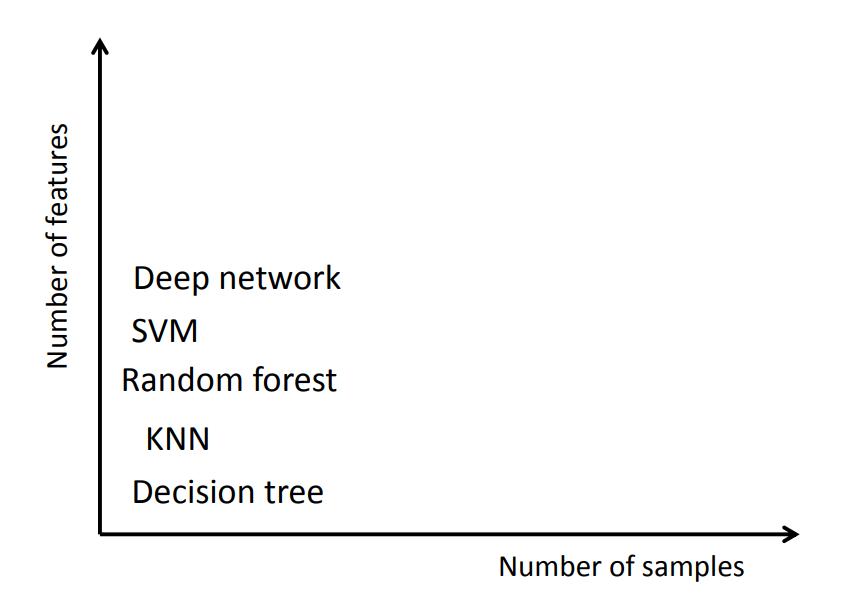 Number of features
Deep network
SVM
Random forest
KNN
Decision tree
Number of samples